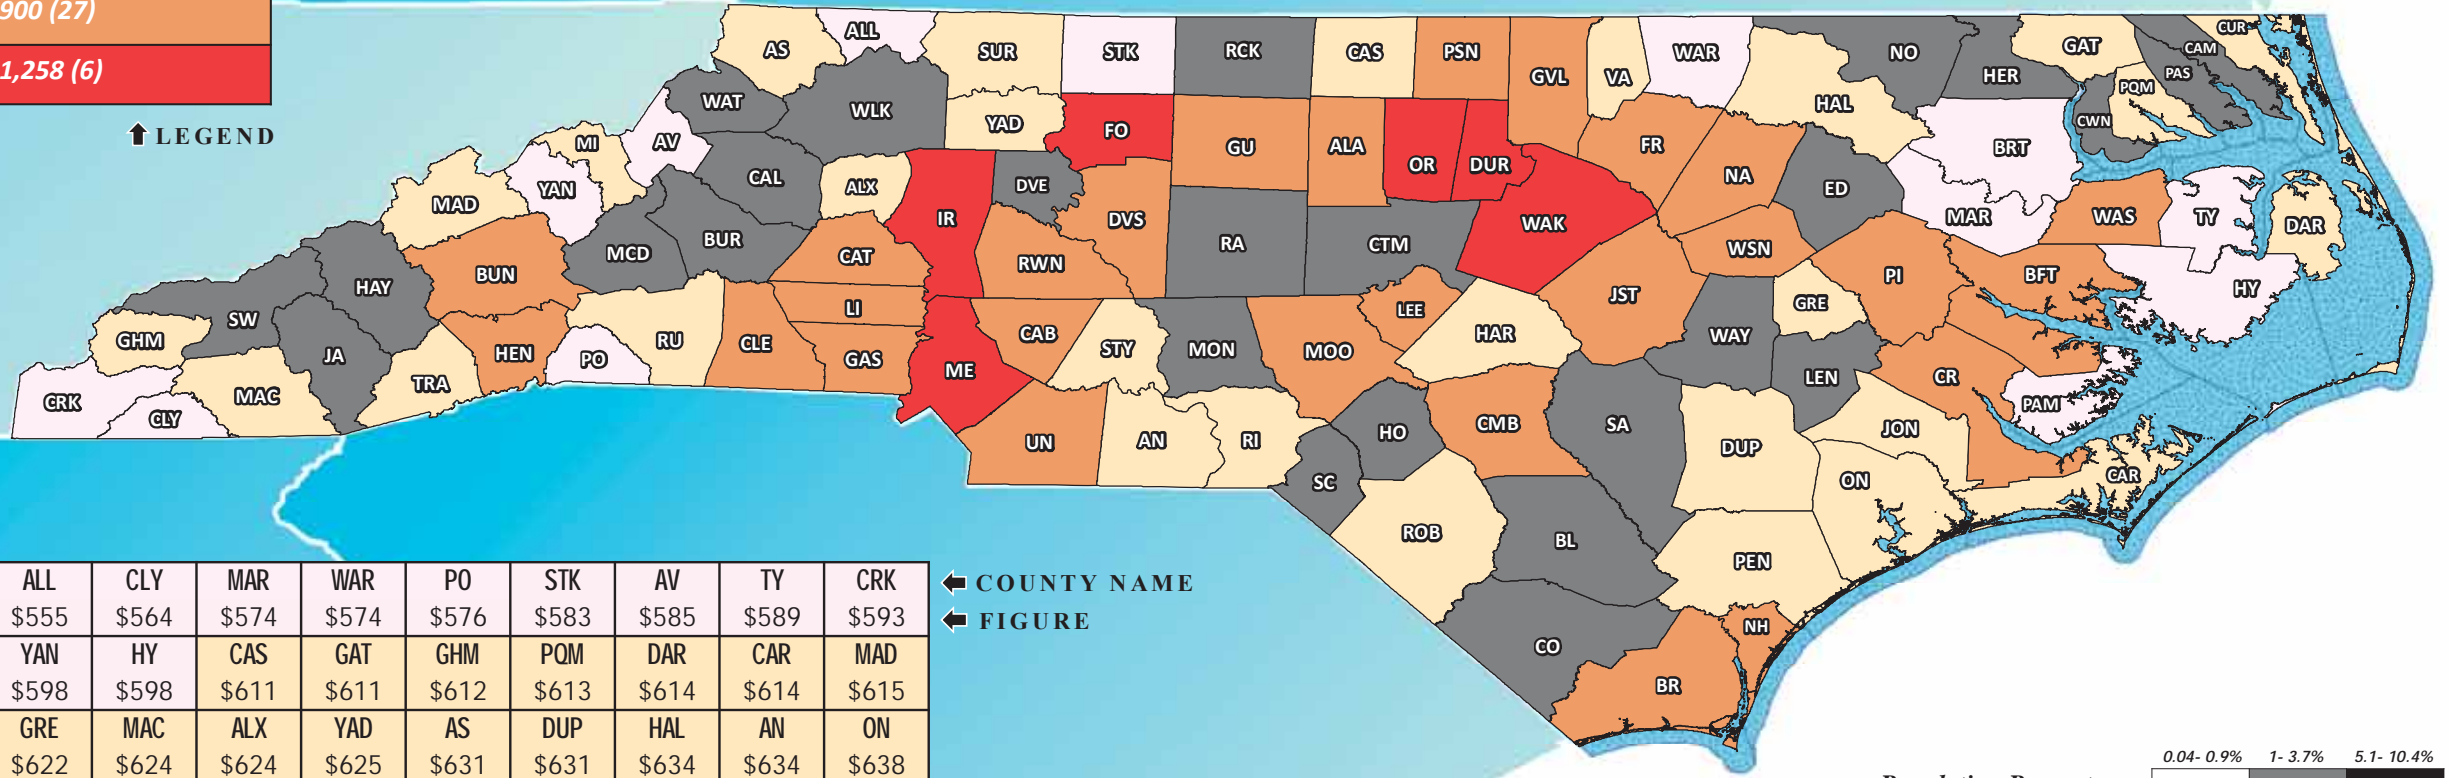 900 (27)
1,258 (6)
LEGEND
AS ALL SUR STK RCK CAS PSN GVL VA WAR NO HER GAT CAM CUR
WAT WLK YAD FO GU ALA OR DUR FR NA HAL ED BRT CWN PQM PAS
MI AV YAN MAD CAL ALX IR DVE DVS RA CTM WAK WSN MAR WAS TY DAR
MCD BUR CAT RWN BUN HAY SW JA GHM LI LEE JST PI BFT HY
CRK CLY MAC TRA HEN PO RU CLE GAS ME CAB STY MON MOO HAR WAY GRE LEN CR PAM
UN AN RI HO SC CMB SA DUP JON ON CAR
ROB BL PEN CO BR NH
ALL CLY MAR WAR PO STK AV TY CRK
$555 $564 $574 $574 $576 $583 $585 $589 $593
COUNTY NAME
FIGURE
YAN HY CAS GAT GHM PQM DAR CAR MAD
$598 $598 $611 $611 $612 $613 $614 $614 $615
GRE MAC ALX YAD AS DUP HAL AN ON
$622 $624 $624 $625 $631 $631 $634 $634 $638
0.04- 0.9% 1- 3.7% 5.1- 10.4%